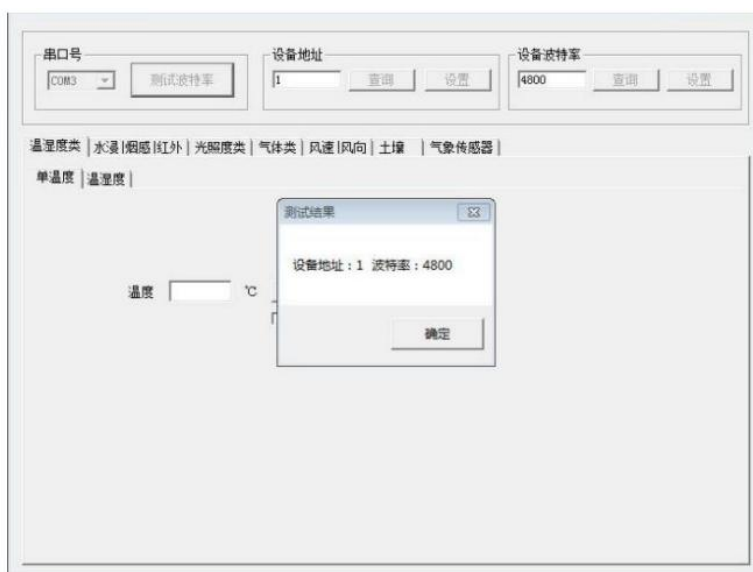 串口号
COM3
测试波特率
设备地址
1
查询
设置
设备波特率
4800
查询
设置
温湿度类 水浸|烟感|红外 光照度类 气体类 风速|风向 土壤 气象传感器
单温度 温湿度
测试结果
设备地址：1 波特率：4800
温度
℃
确定